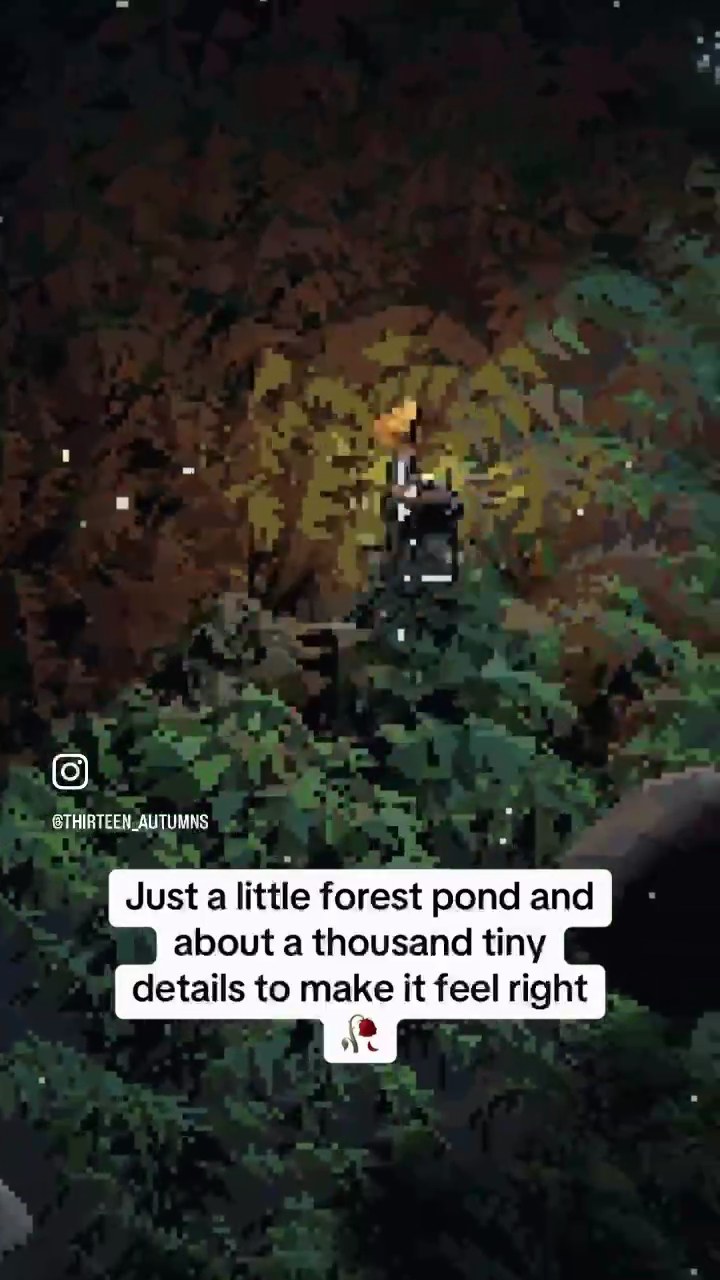 @THIRTEEN_AUTUMNS
Just a little forest pond and
about a thousand tiny
details to make it feel right
🥀